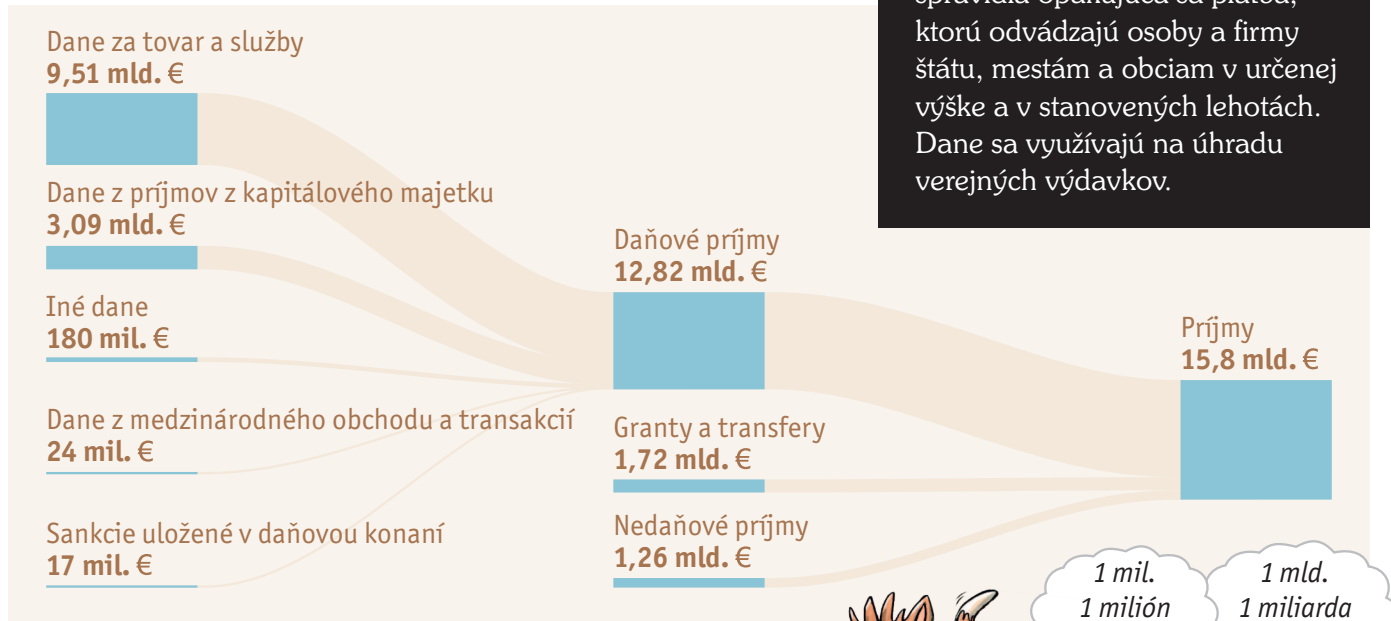 ktorú odvádzajú osoby a firmy
štátu, mestám a obciam v určenej
výške a v stanovených lehotách.
Dane sa využívajú na úhradu
verejných výdavkov.
Dane za tovar a služby
9,51 mld. €
Dane z príjmov z kapitálového majetku
3,09 mld. €
Iné dane
180 mil. €
Dane z medzinárodného obchodu a transakcií
24 mil. €
Sankcie uložené v daňovou konaní
17 mil. €
Daňové príjmy
12,82 mld. €
Granty a transfery
1,72 mld. €
Nedaňové príjmy
1,26 mld. €
Príjmy
15,8 mld. €
1 mil.
1 milión
1 mld.
1 miliarda